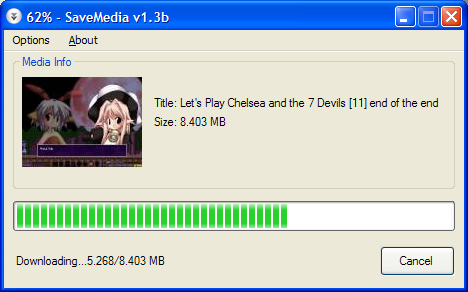 62% - SaveMedia v1.3b
Options About
Media Info
Title: Let's Play Chelsea and the 7 Devils [11] end of the end
Size: 8.403 MB
Downloading...5.268/8.403 MB
Cancel